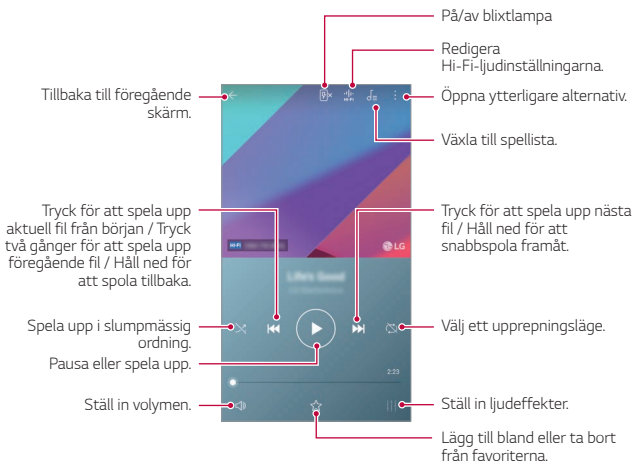 På/av blixtlampa
Redigera
Hi-Fi-ljudinställningarna.
Tillbaka till föregående
skärm.
Öppna ytterligare alternativ.
Växla till spellista.
Hi-Fi
Hi-Fi
LG
Tryck för att spela upp
aktuell fil från början / Tryck
två gånger för att spela upp
föregående fil / Håll ned för
att spola tillbaka.
Tryck för att spela upp nästa
fil / Håll ned för att
snabbspola framåt.
Life's Good
Spela upp i slumpmässig
ordning.
Välj ett upprepningsläge.
Pausa eller spela upp.
2:23
Ställ in volymen.
Ställ in ljudeffekter.
Lägg till bland eller ta bort
från favoriterna.